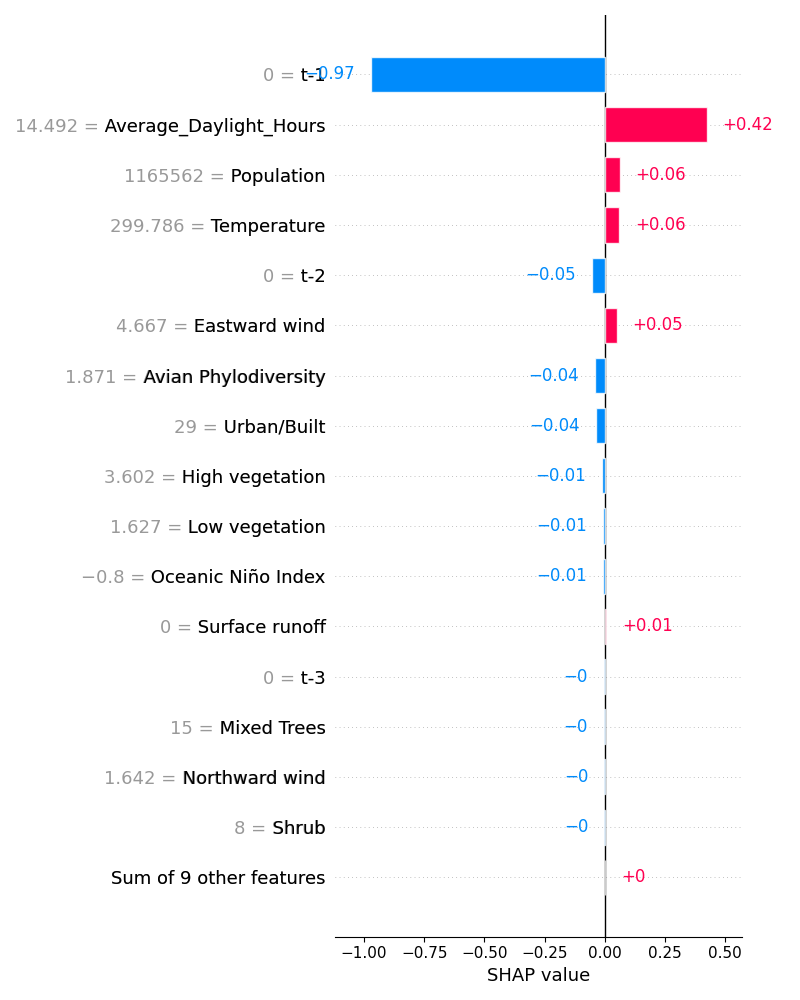 0 = t-1 −0.97
14.492 = Average_Daylight_Hours +0.42
1165562 = Population +0.06
299.786 = Temperature +0.06
0 = t-2 −0.05
4.667 = Eastward wind +0.05
1.871 = Avian Phylodiversity −0.04
29 = Urban/Built −0.04
3.602 = High vegetation −0.01
1.627 = Low vegetation −0.01
−0.8 = Oceanic Niño Index −0.01
0 = Surface runoff +0.01
0 = t-3 −0
15 = Mixed Trees −0
1.642 = Northward wind −0
8 = Shrub −0
Sum of 9 other features +0
−1.00 −0.75 −0.50 −0.25 0.00 0.25 0.50
SHAP value